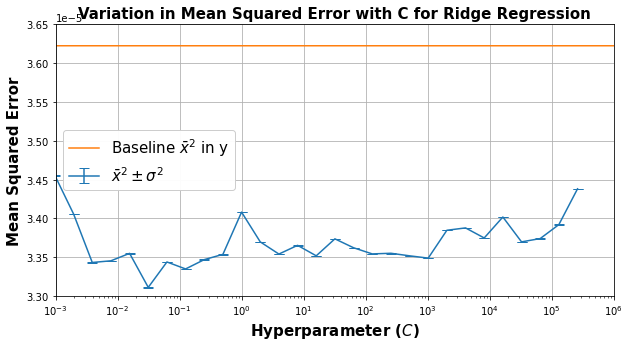 Variation in Mean Squared Error with C for Ridge Regression
1e−5
3.65
3.60
3.55
3.50
3.45
3.40
3.35
3.30
Mean Squared Error
Baseline x̄² in y
x̄² ± σ²
10⁻³ 10⁻² 10⁻¹ 10⁰ 10¹ 10² 10³ 10⁴ 10⁵ 10⁶
Hyperparameter (C)